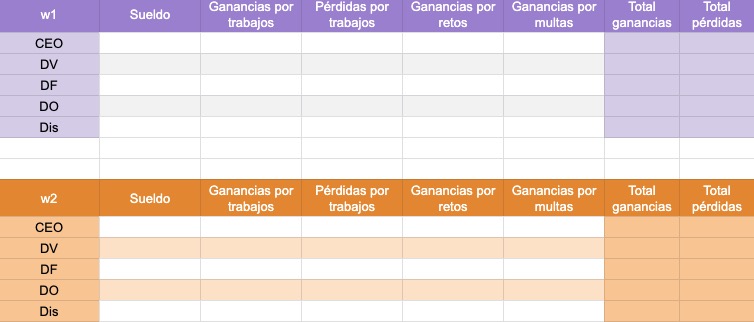 w1 Sueldo Ganancias por trabajos Pérdidas por trabajos Ganancias por retos Ganancias por multas Total ganancias Total pérdidas
CEO
DV
DF
DO
Dis
w2 Sueldo Ganancias por trabajos Pérdidas por trabajos Ganancias por retos Ganancias por multas Total ganancias Total pérdidas
CEO
DV
DF
DO
Dis